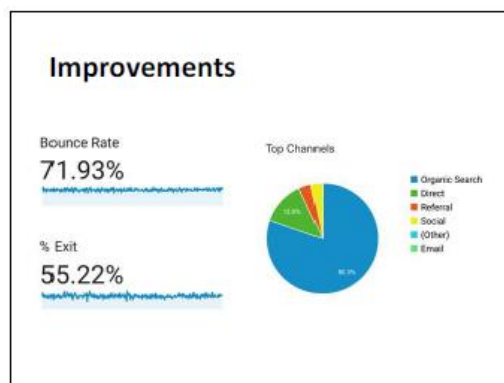 Improvements
Bounce Rate
71.93%
% Exit
55.22%
Top Channels
Organic Search
Direct
Referral
Social
(Other)
Email